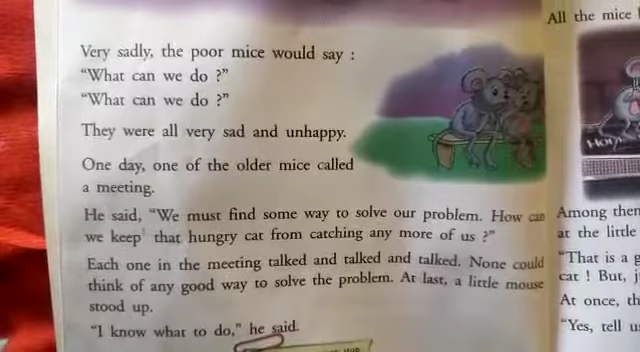 Very sadly, the poor mice would say :
"What can we do ?"
"What can we do ?"
They were all very sad and unhappy.
One day, one of the older mice called
a meeting.
He said, "We must find some way to solve our problem. How can
we keep that hungry cat from catching any more of us ?"
Each one in the meeting talked and talked and talked. None could
think of any good way to solve the problem. At last, a little mouse
stood up.
"I know what to do," he said.
All the mice
Among
at the little
"That is a
cat ! But,
At once,
"Yes, tell